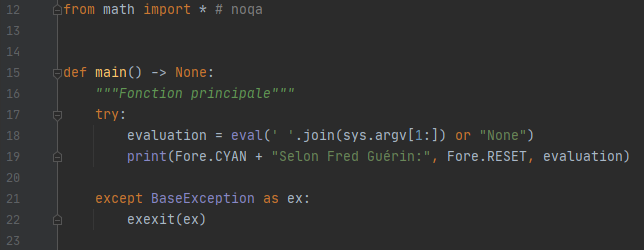 12 from math import * # noqa
13
14
15 def main() -> None:
16     """Fonction principale"""
17     try:
18         evaluation = eval(' '.join(sys.argv[1:]) or "None")
19         print(Fore.CYAN + "Selon Fred Guérin:", Fore.RESET, evaluation)
20
21     except BaseException as ex:
22         exexit(ex)
23